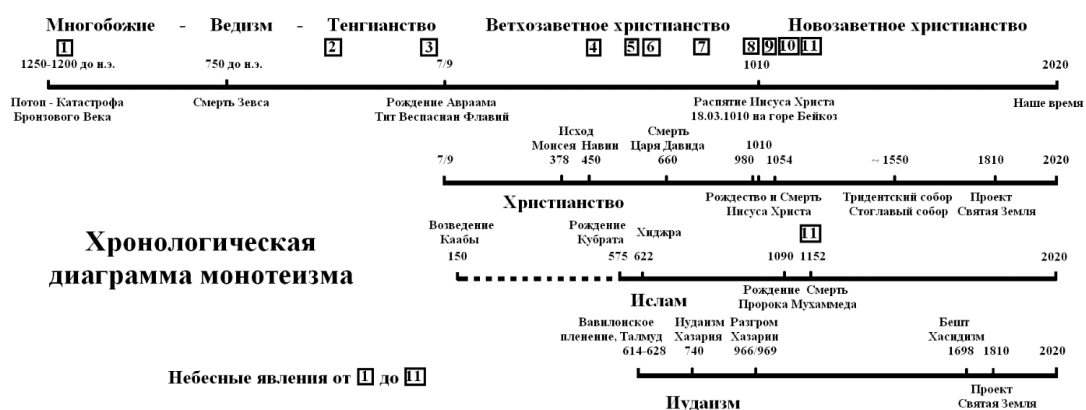 Многобожие - Ведизм - Тенгианство Ветхозаветное христианство Новозаветное христианство
1 2 3 4 5 6 7 8 9 10 11
1250-1200 до н.э. 750 до н.э. 7/9 1010 2020
Потоп - Катастрофа Бронзового Века
Смерть Зевса
Рождение Авраама
Тит Веспасиан Флавий
Распятие Иисуса Христа
18.03.1010 на горе Бейкоз
Наше время
Исход Моисея Навин
Смерть Царя Давида
7/9 378 450 660 980 1010 1054 ~ 1550 1810 2020
Христианство
Рождество и Смерть
Иисуса Христа
Тридентский собор
Стоглавый собор
Проект
Святая Земля
Хронологическая
диаграмма монотеизма
Возведение
Каабы
Рождение
Кубрата
Хиджра
11
150 575 622 1090 1152 2020
Ислам
Рождение Смерть
Пророка Мухаммеда
Вавилонское
пленение, Талмуд
Иудаизм
Хазария
Разгром
Хазарии
Бешт
Хасидизм
614-628 740 966/969 1698 1810 2020
Иудаизм
Проект
Святая Земля
Небесные явления от 1 до 11